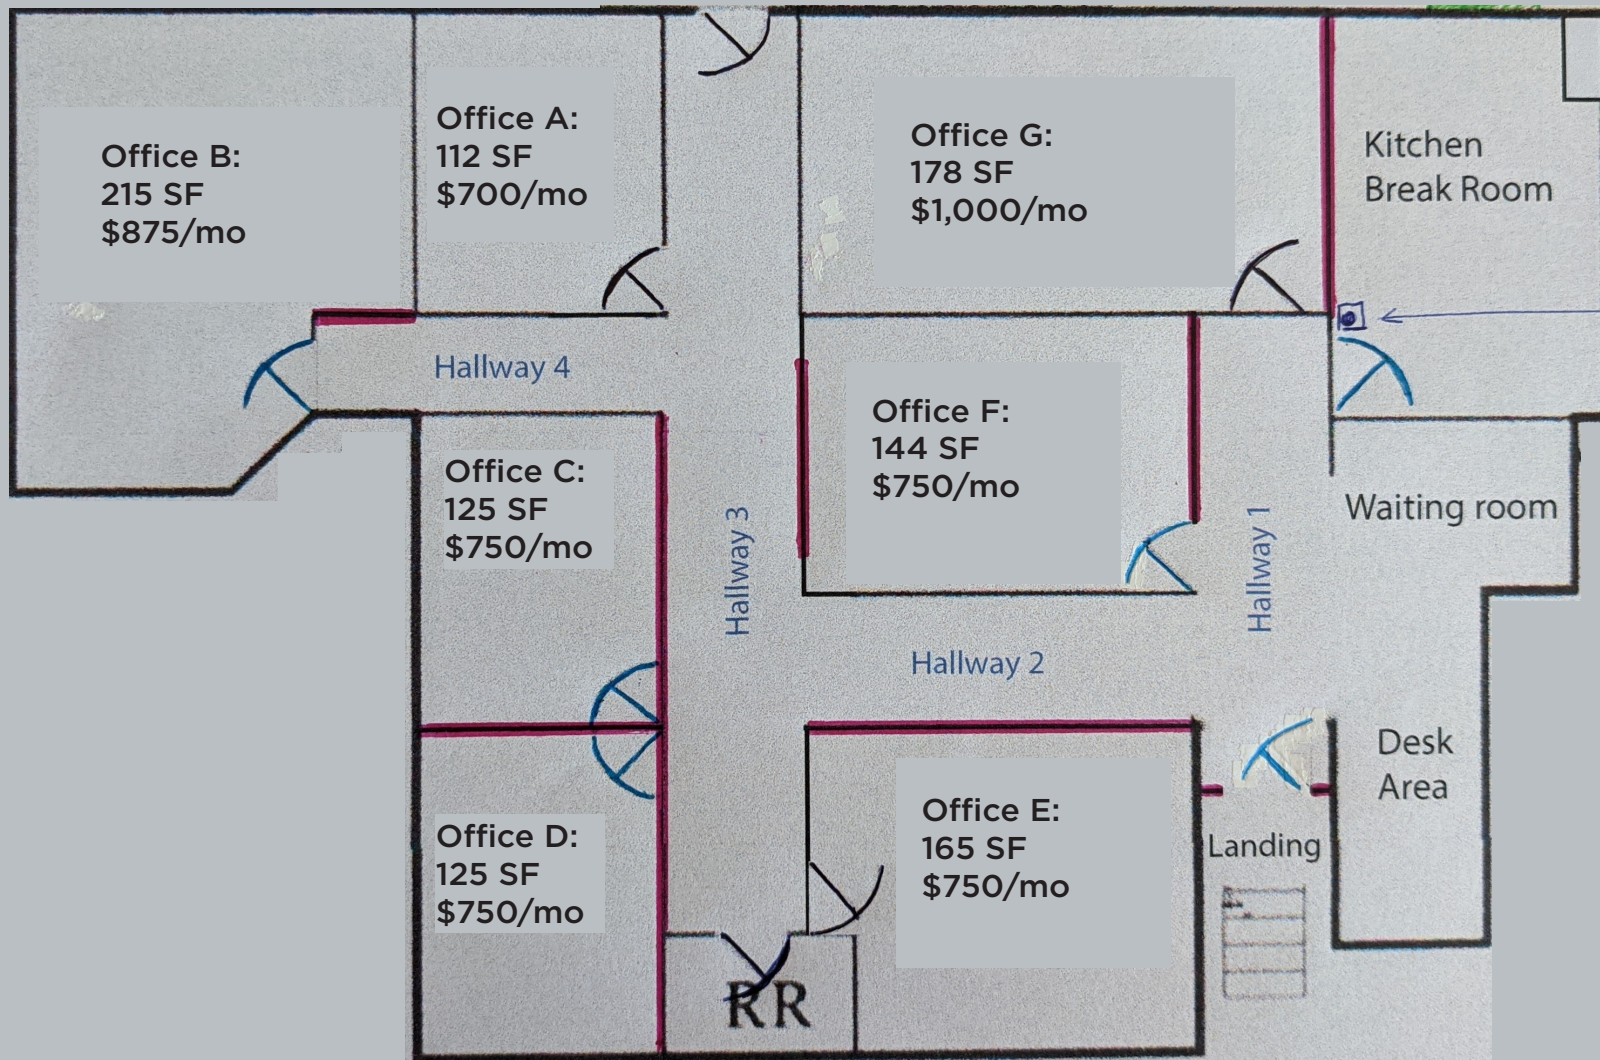 Office B:
215 SF
$875/mo
Office A:
112 SF
$700/mo
Office G:
178 SF
$1,000/mo
Kitchen
Break Room
Hallway 4
Office F:
144 SF
$750/mo
Office C:
125 SF
$750/mo
Hallway 3
Hallway 1
Waiting room
Hallway 2
Desk
Area
Office D:
125 SF
$750/mo
Office E:
165 SF
$750/mo
Landing
RR